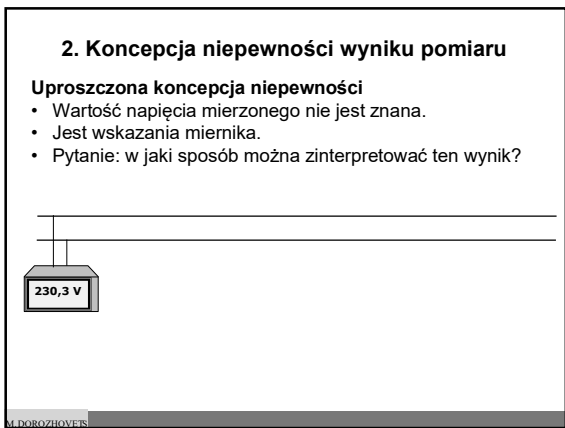 2. Koncepcja niepewności wyniku pomiaru
Uproszczona koncepcja niepewności
• Wartość napięcia mierzonego nie jest znana.
• Jest wskazania miernika.
• Pytanie: w jaki sposób można zinterpretować ten wynik?
230,3 V
M. DOROZHOVETS